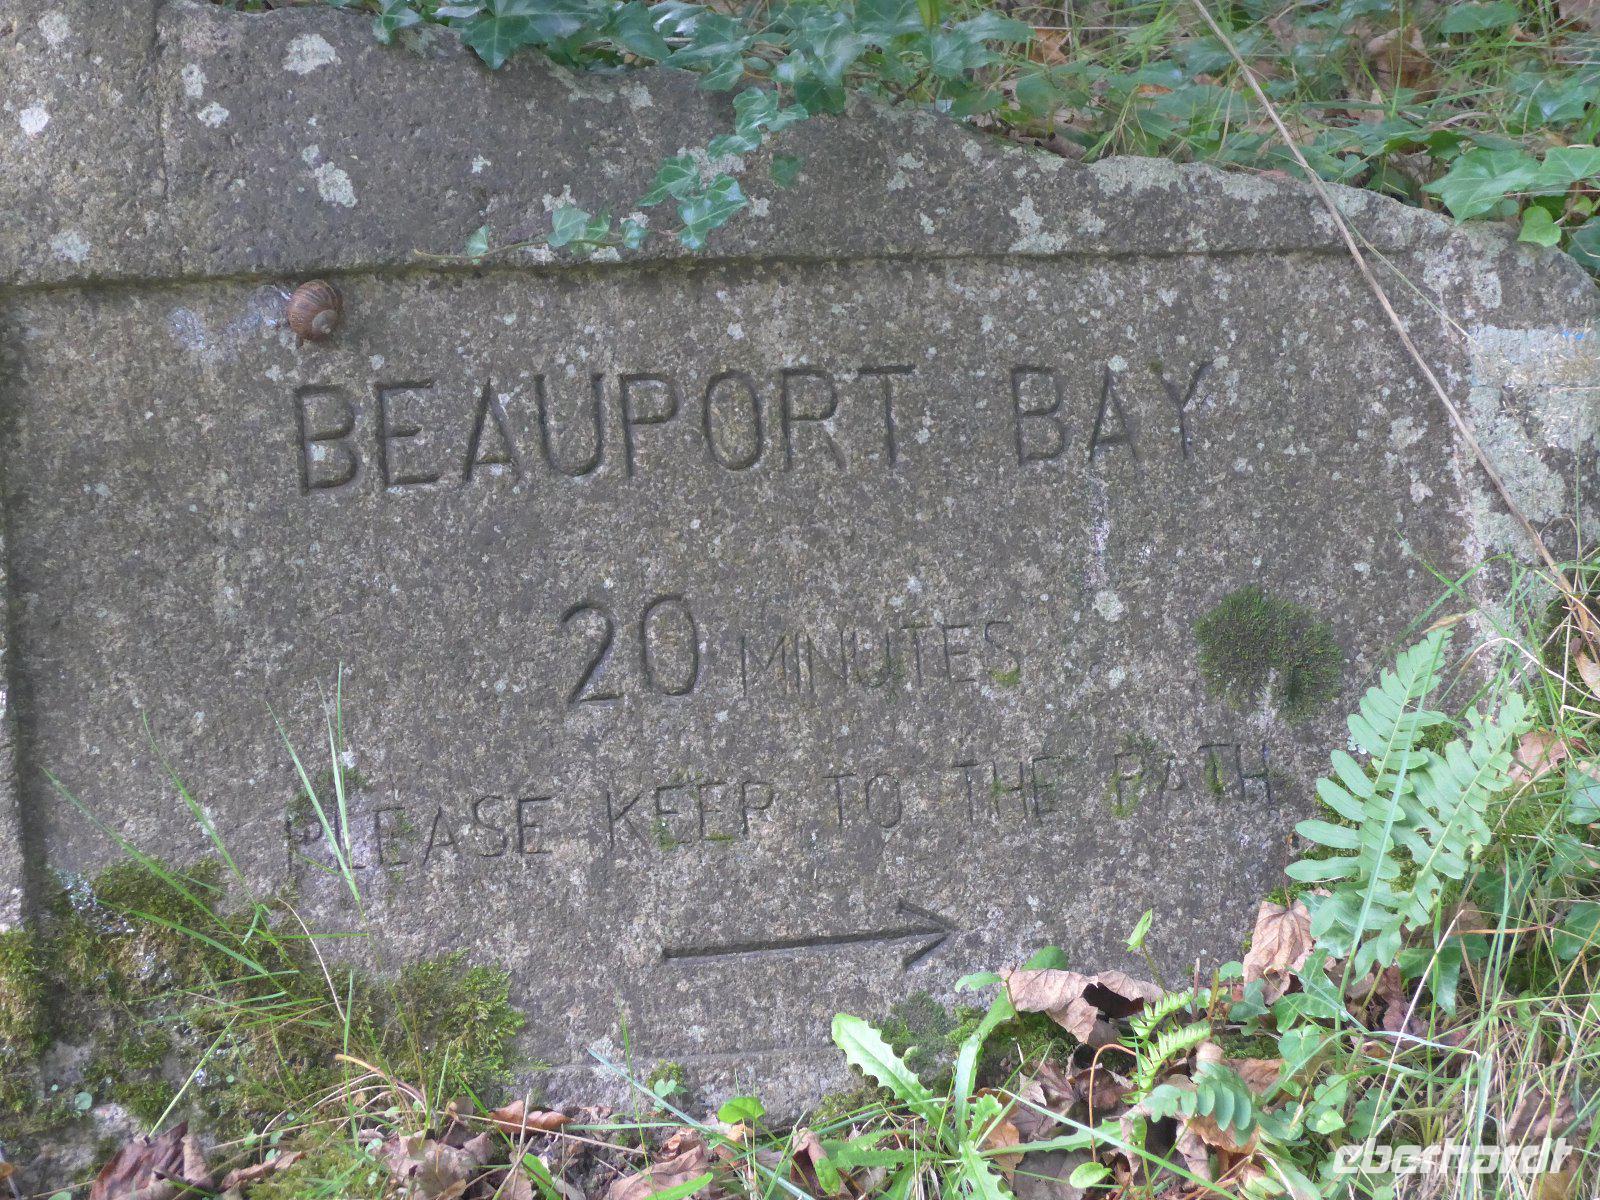 BEAUPORT BAY
20 MINUTES
PLEASE KEEP TO THE PATH
eberhardt